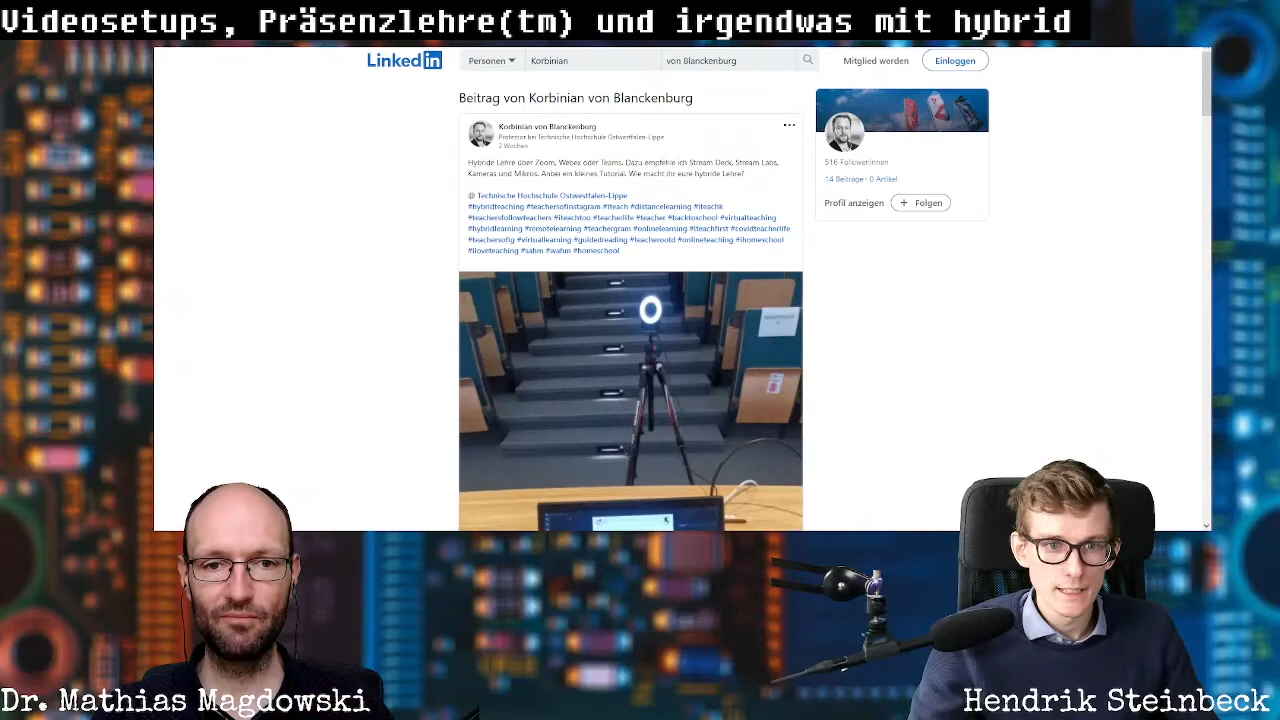 Videosetups, Präsenzlehre(tm) und irgendwas mit hybrid
LinkedIn
Personen
Korbinian
von Blanckenburg
Mitglied werden
Einloggen
Beitrag von Korbinian von Blanckenburg
Korbinian von Blanckenburg
Professor bei Technische Hochschule Ostwestfalen-Lippe
2 Wochen
Hybride Lehre über Zoom, Webex oder Teams. Dazu empfehle ich Stream Deck, Stream Labs,
Kameras und Mikros. Anbei ein kleines Tutorial. Wie macht ihr eure hybride Lehre?
@ Technische Hochschule Ostwestfalen-Lippe
#hybridteaching #teachersofinstagram #iteach #distancelearning #iteachk
#teachersfollowteachers #iteachtoo #teacherlife #teacher #backtoschool #virtualteaching
#hybridlearning #remotelearning #teachergram #onlinelearning #iteachfirst #covidteacherlife
#teachersofig #virtuallearning #guidedreading #teacherootd #onlineteaching #ihomeschool
#iloveteaching #sahm #wahm #homeschool
516 Follower:innen
14 Beiträge · 0 Artikel
Profil anzeigen
+ Folgen
Dr. Mathias Magdowski
Hendrik Steinbeck